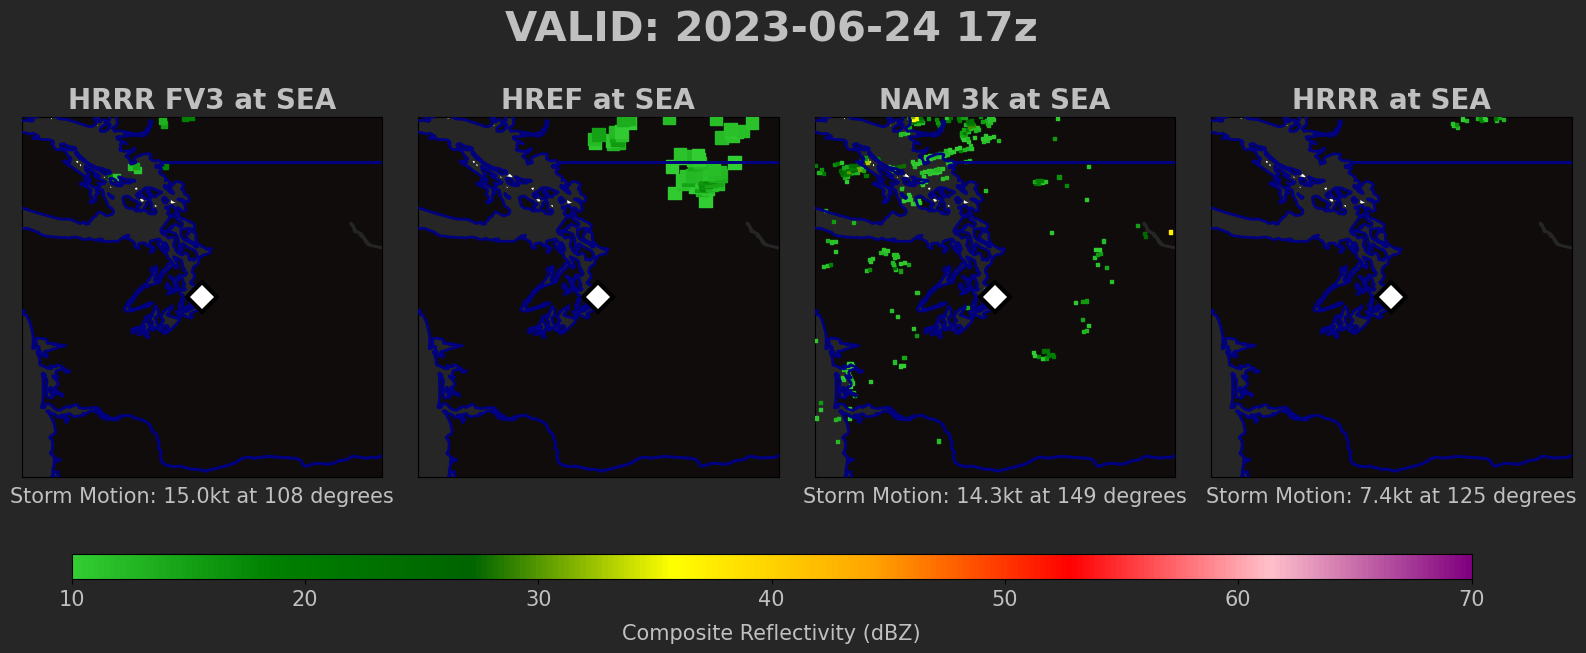 VALID: 2023-06-24 17z
HRRR FV3 at SEA
HREF at SEA
NAM 3k at SEA
HRRR at SEA
Storm Motion: 15.0kt at 108 degrees
Storm Motion: 14.3kt at 149 degrees
Storm Motion: 7.4kt at 125 degrees
10 20 30 40 50 60 70
Composite Reflectivity (dBZ)